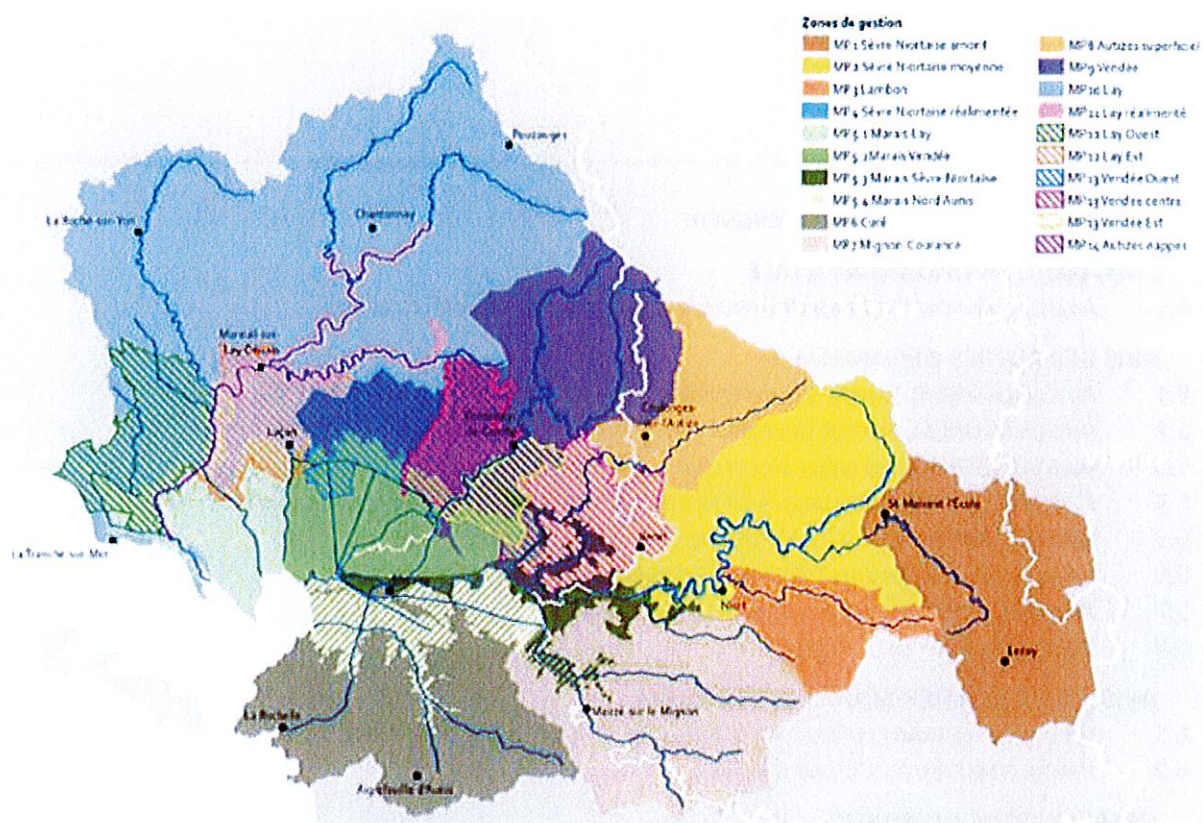 Zones de gestion
MP1 Sèvre Niortaise amont
MP2 Sèvre Niortaise moyenne
MP3 Lambon
MP4 Sèvre Niortaise réalimentée
MP5.1 Marais Lay
MP5.2 Marais Vendée
MP5.3 Marais Sèvre Niortaise
MP5.4 Marais Nord Aunis
MP6 Curé
MP7 Mignon Courance
MP8 Autizes superficiel
MP9 Vendée
MP10 Lay
MP11 Lay réalimenté
MP12 Lay Ouest
MP12 Lay Est
MP13 Vendée Ouest
MP13 Vendée centre
MP13 Vendée Est
MP14 Autizes nappes
Pouzauges
La Roche-sur-Yon
Chantonnay
Mareuil-sur
Lay-Dissais
Luçon
Coulonges
sur-l'Autize
St Maixent l'École
La Tranche-sur-Mer
Niort
Lezay
La Rochelle
Mauzé-sur le Mignon
Aigrefeuille d'Aunis